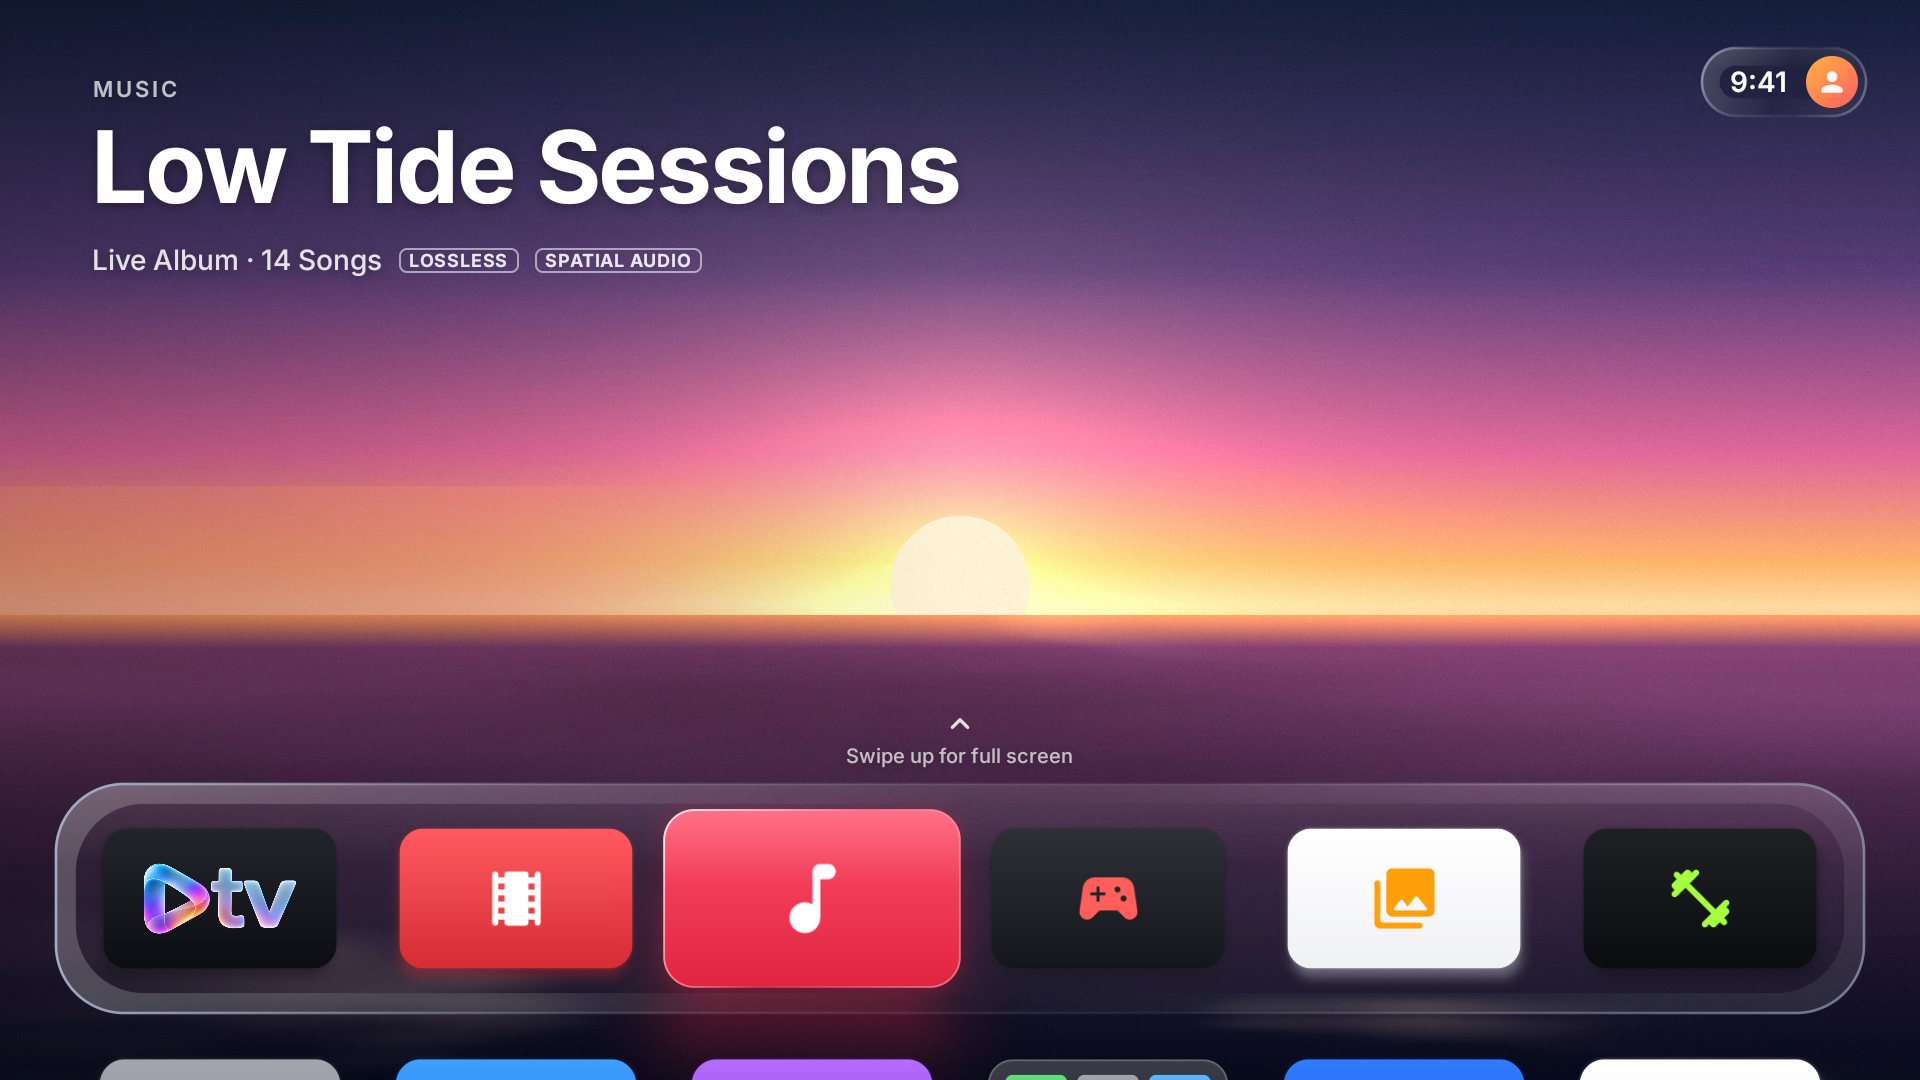 MUSIC
9:41
Low Tide Sessions
Live Album · 14 Songs LOSSLESS SPATIAL AUDIO
Swipe up for full screen
tv